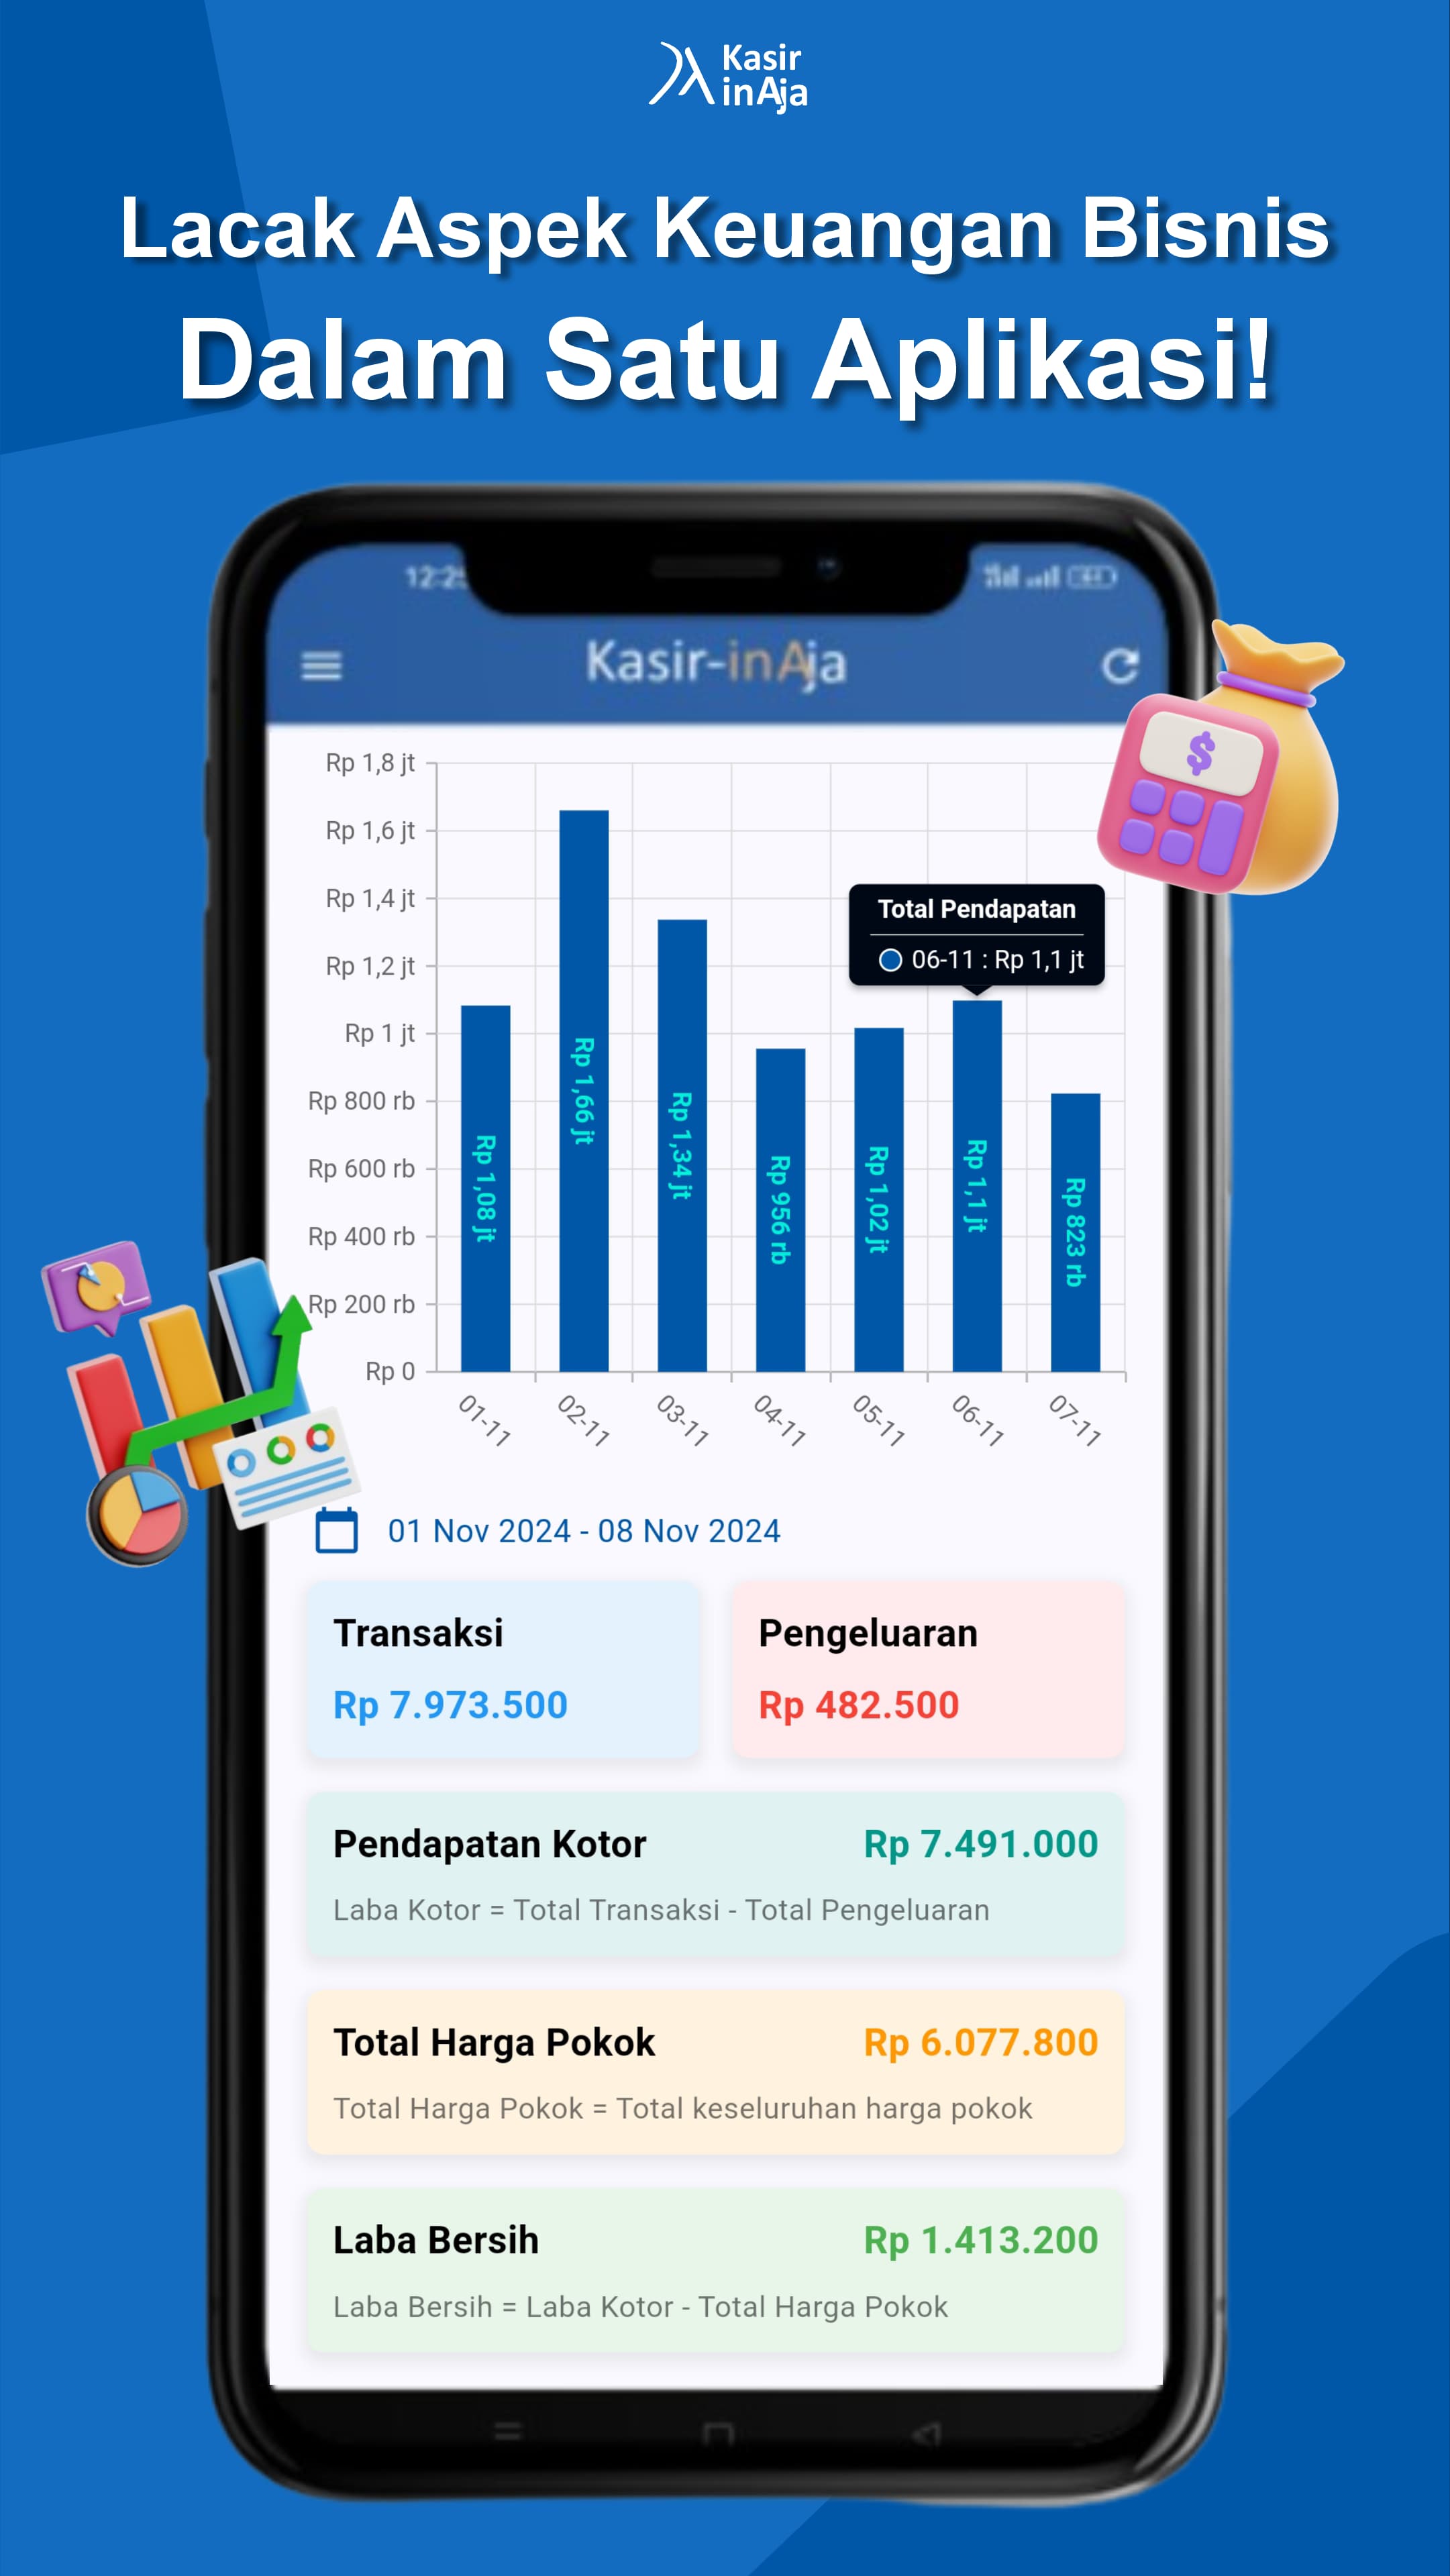 Kasir
inAja
Lacak Aspek Keuangan Bisnis
Dalam Satu Aplikasi!
Kasir-inAja
Rp 1,8 jt
Rp 1,6 jt
Rp 1,4 jt
Rp 1,2 jt
Rp 1 jt
Rp 800 rb
Rp 600 rb
Rp 400 rb
Rp 200 rb
Rp 0
Total Pendapatan
06-11 : Rp 1,1 jt
Rp 1,08 jt
Rp 1,66 jt
Rp 1,34 jt
Rp 956 rb
Rp 1,02 jt
Rp 1,1 jt
Rp 823 rb
01-11
02-11
03-11
04-11
05-11
06-11
07-11
$
01 Nov 2024 - 08 Nov 2024
Transaksi
Rp 7.973.500
Pengeluaran
Rp 482.500
Pendapatan Kotor
Rp 7.491.000
Laba Kotor = Total Transaksi - Total Pengeluaran
Total Harga Pokok
Rp 6.077.800
Total Harga Pokok = Total keseluruhan harga pokok
Laba Bersih
Rp 1.413.200
Laba Bersih = Laba Kotor - Total Harga Pokok